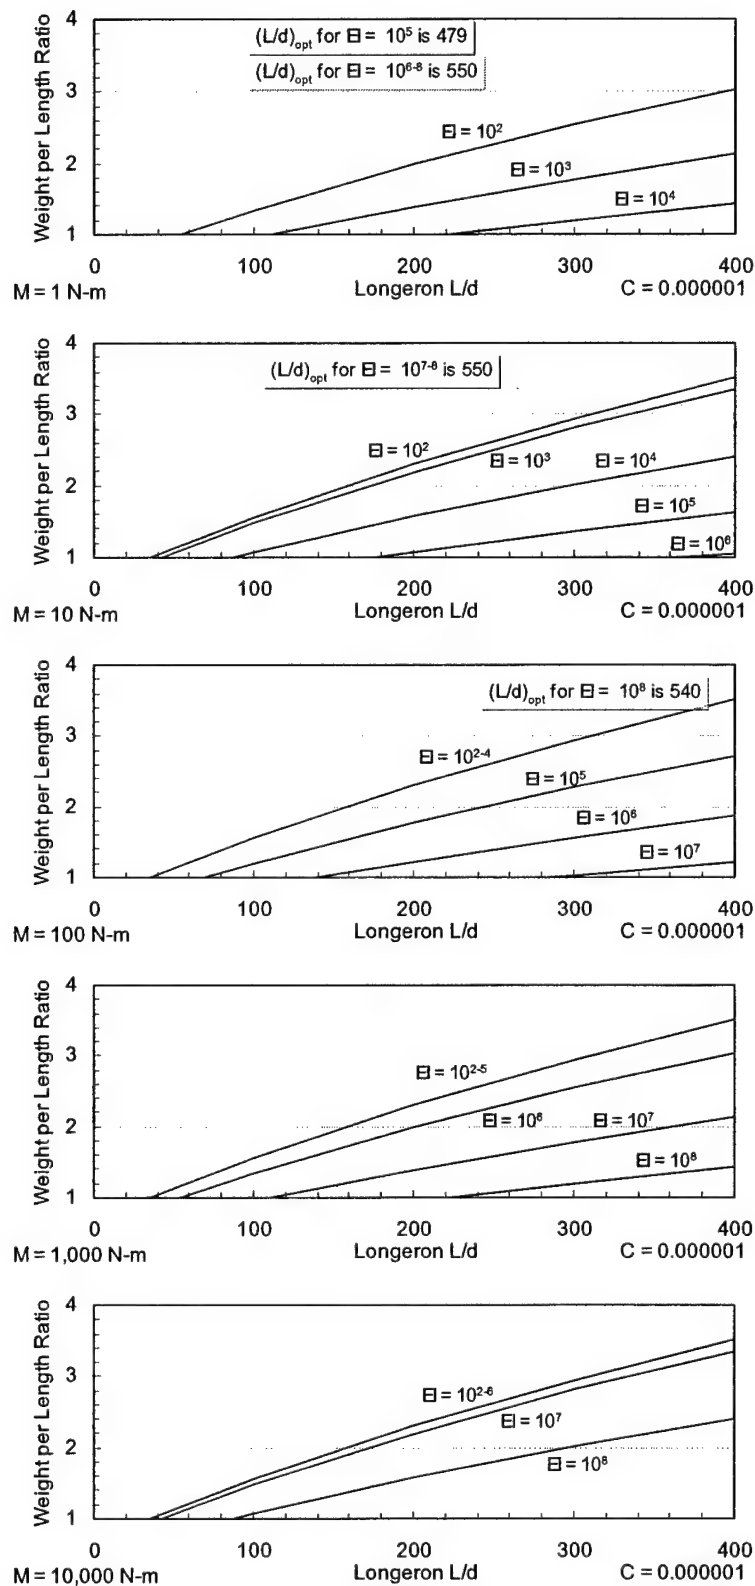 4
3
2
1
Weight per Length Ratio
(L/d)opt for EI = 10⁵ is 479
(L/d)opt for EI = 10⁶⁻⁸ is 550
EI = 10²
EI = 10³
EI = 10⁴
0 100 200 300 400
M = 1 N-m Longeron L/d C = 0.000001
4
3
2
1
Weight per Length Ratio
(L/d)opt for EI = 10⁷⁻⁸ is 550
EI = 10²
EI = 10³
EI = 10⁴
EI = 10⁵
EI = 10⁶
0 100 200 300 400
M = 10 N-m Longeron L/d C = 0.000001
4
3
2
1
Weight per Length Ratio
(L/d)opt for EI = 10⁸ is 540
EI = 10²⁻⁴
EI = 10⁵
EI = 10⁶
EI = 10⁷
0 100 200 300 400
M = 100 N-m Longeron L/d C = 0.000001
4
3
2
1
Weight per Length Ratio
EI = 10²⁻⁵
EI = 10⁶
EI = 10⁷
EI = 10⁸
0 100 200 300 400
M = 1,000 N-m Longeron L/d C = 0.000001
4
3
2
1
Weight per Length Ratio
EI = 10²⁻⁶
EI = 10⁷
EI = 10⁸
0 100 200 300 400
M = 10,000 N-m Longeron L/d C = 0.000001